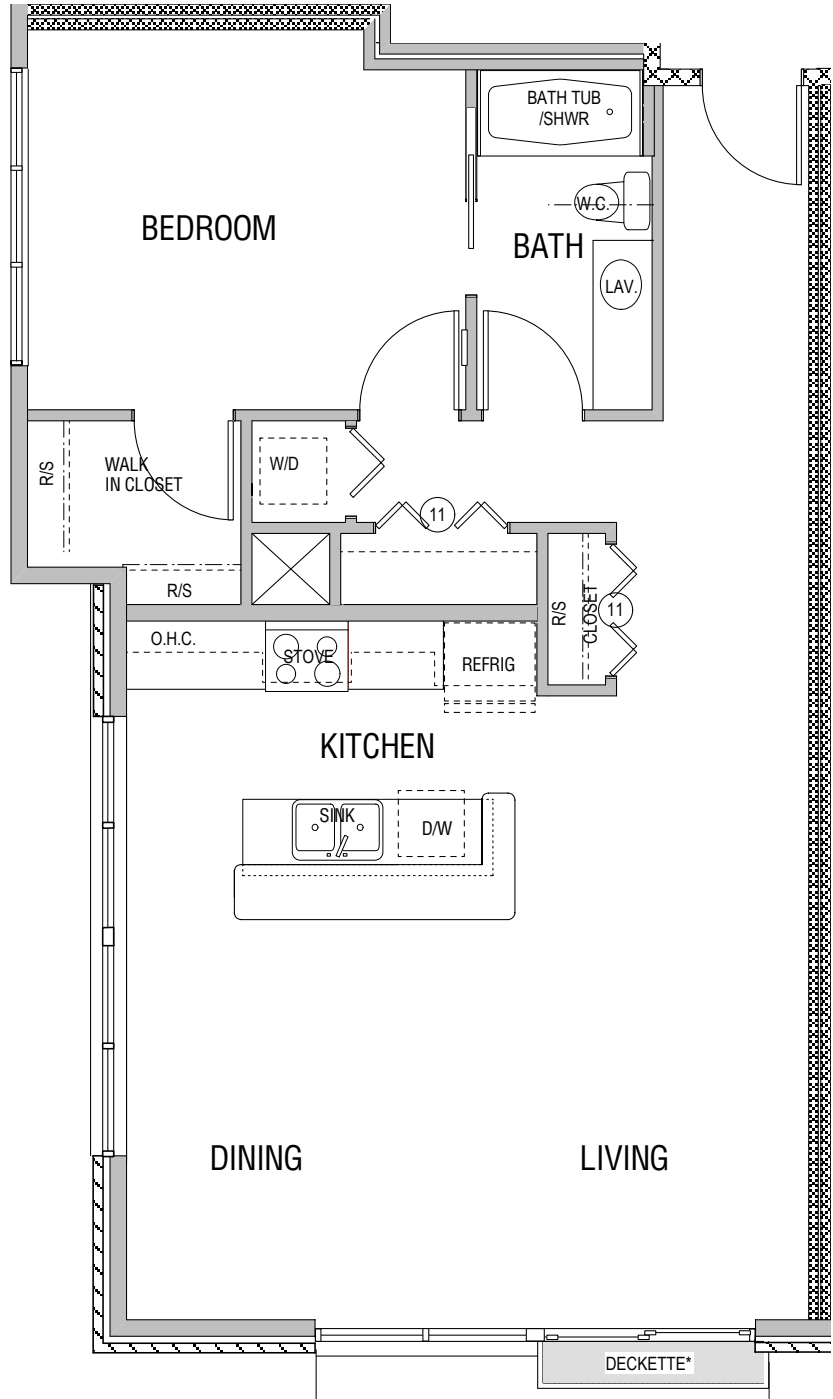 BATH TUB
/SHWR
W.C.
BEDROOM
BATH
LAV.
R/S
WALK
IN CLOSET
W/D
11
R/S
R/S
CLOSET
11
O.H.C.
STOVE
REFRIG
KITCHEN
SINK
D/W
DINING
LIVING
DECKETTE*